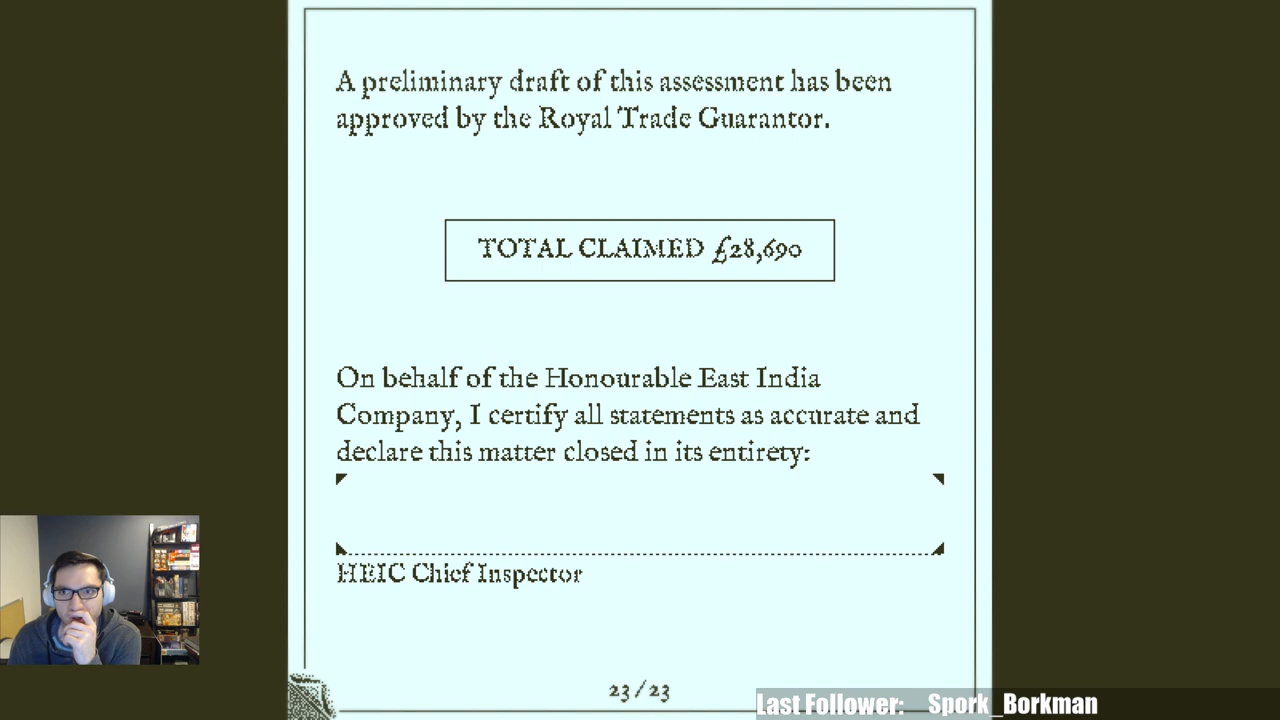 A preliminary draft of this assessment has been
approved by the Royal Trade Guarantor.
TOTAL CLAIMED £28,690
On behalf of the Honourable East India
Company, I certify all statements as accurate and
declare this matter closed in its entirety:
HEIC Chief Inspector
23/23
Last Follower: Spork_Borkman